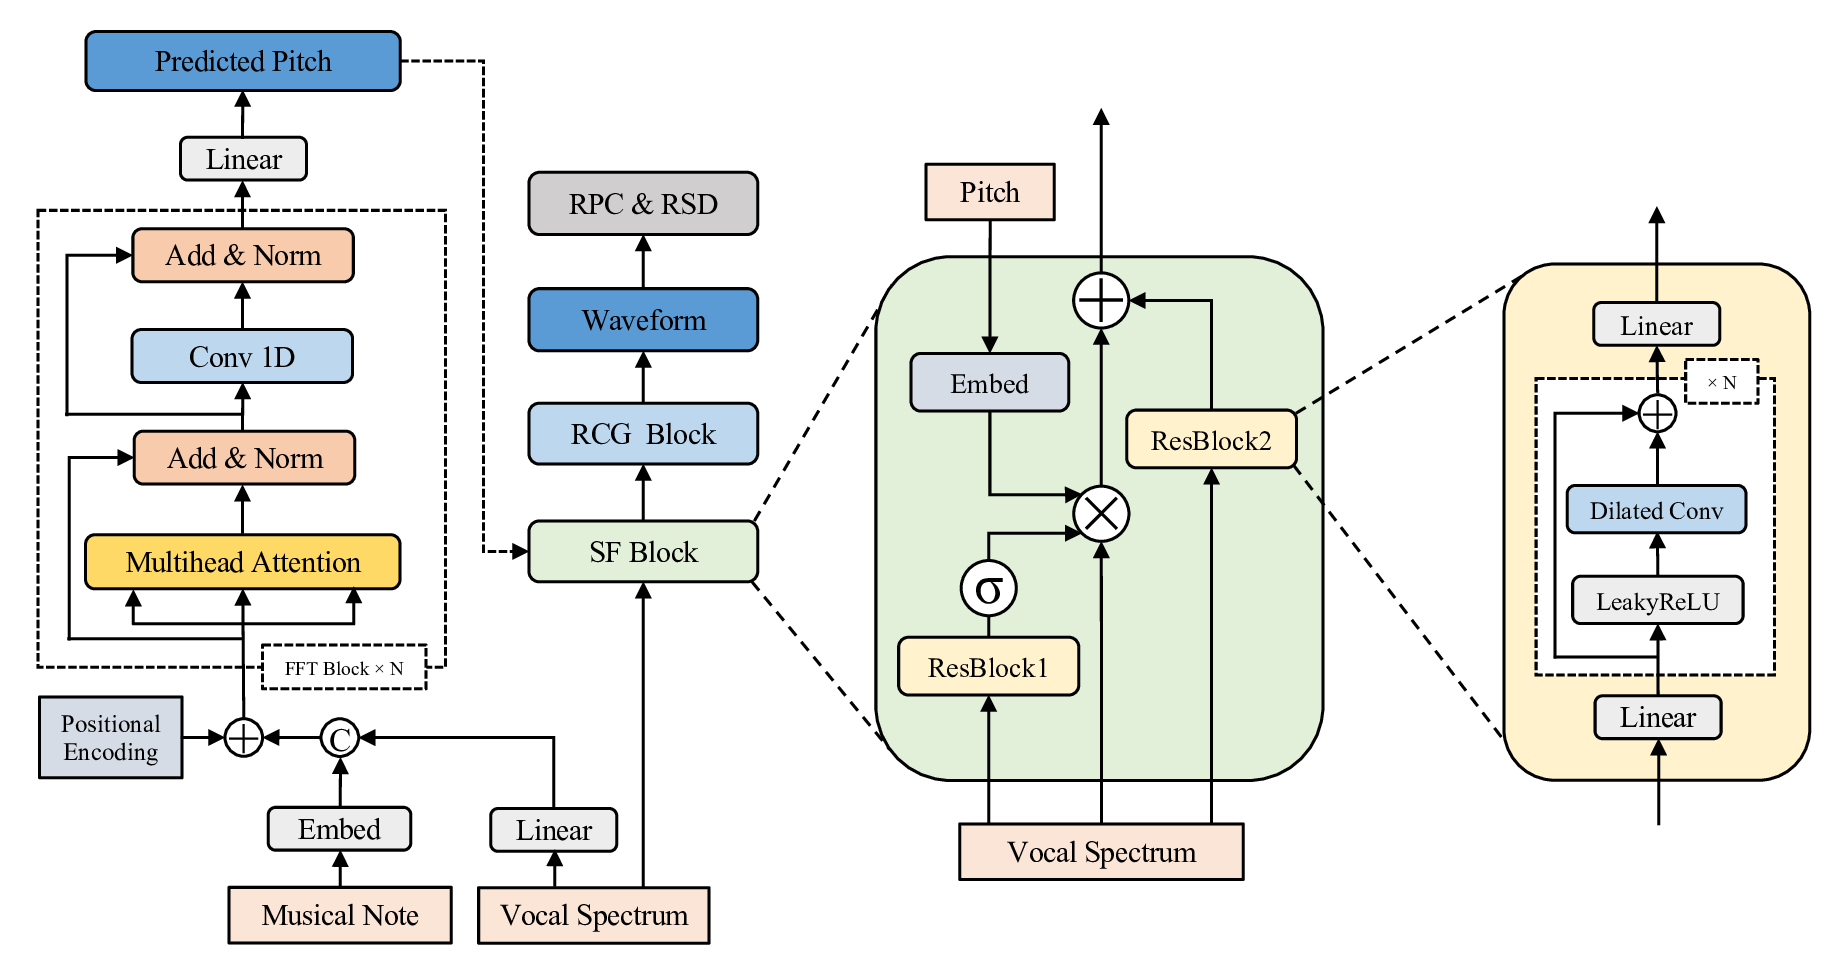 Predicted Pitch
Linear
Add & Norm
Conv 1D
Add & Norm
Multihead Attention
FFT Block × N
Positional
Encoding
C
Embed
Linear
Musical Note
Vocal Spectrum
RPC & RSD
Waveform
RCG Block
SF Block
Pitch
Embed
ResBlock2
σ
ResBlock1
Vocal Spectrum
Linear
× N
Dilated Conv
LeakyReLU
Linear